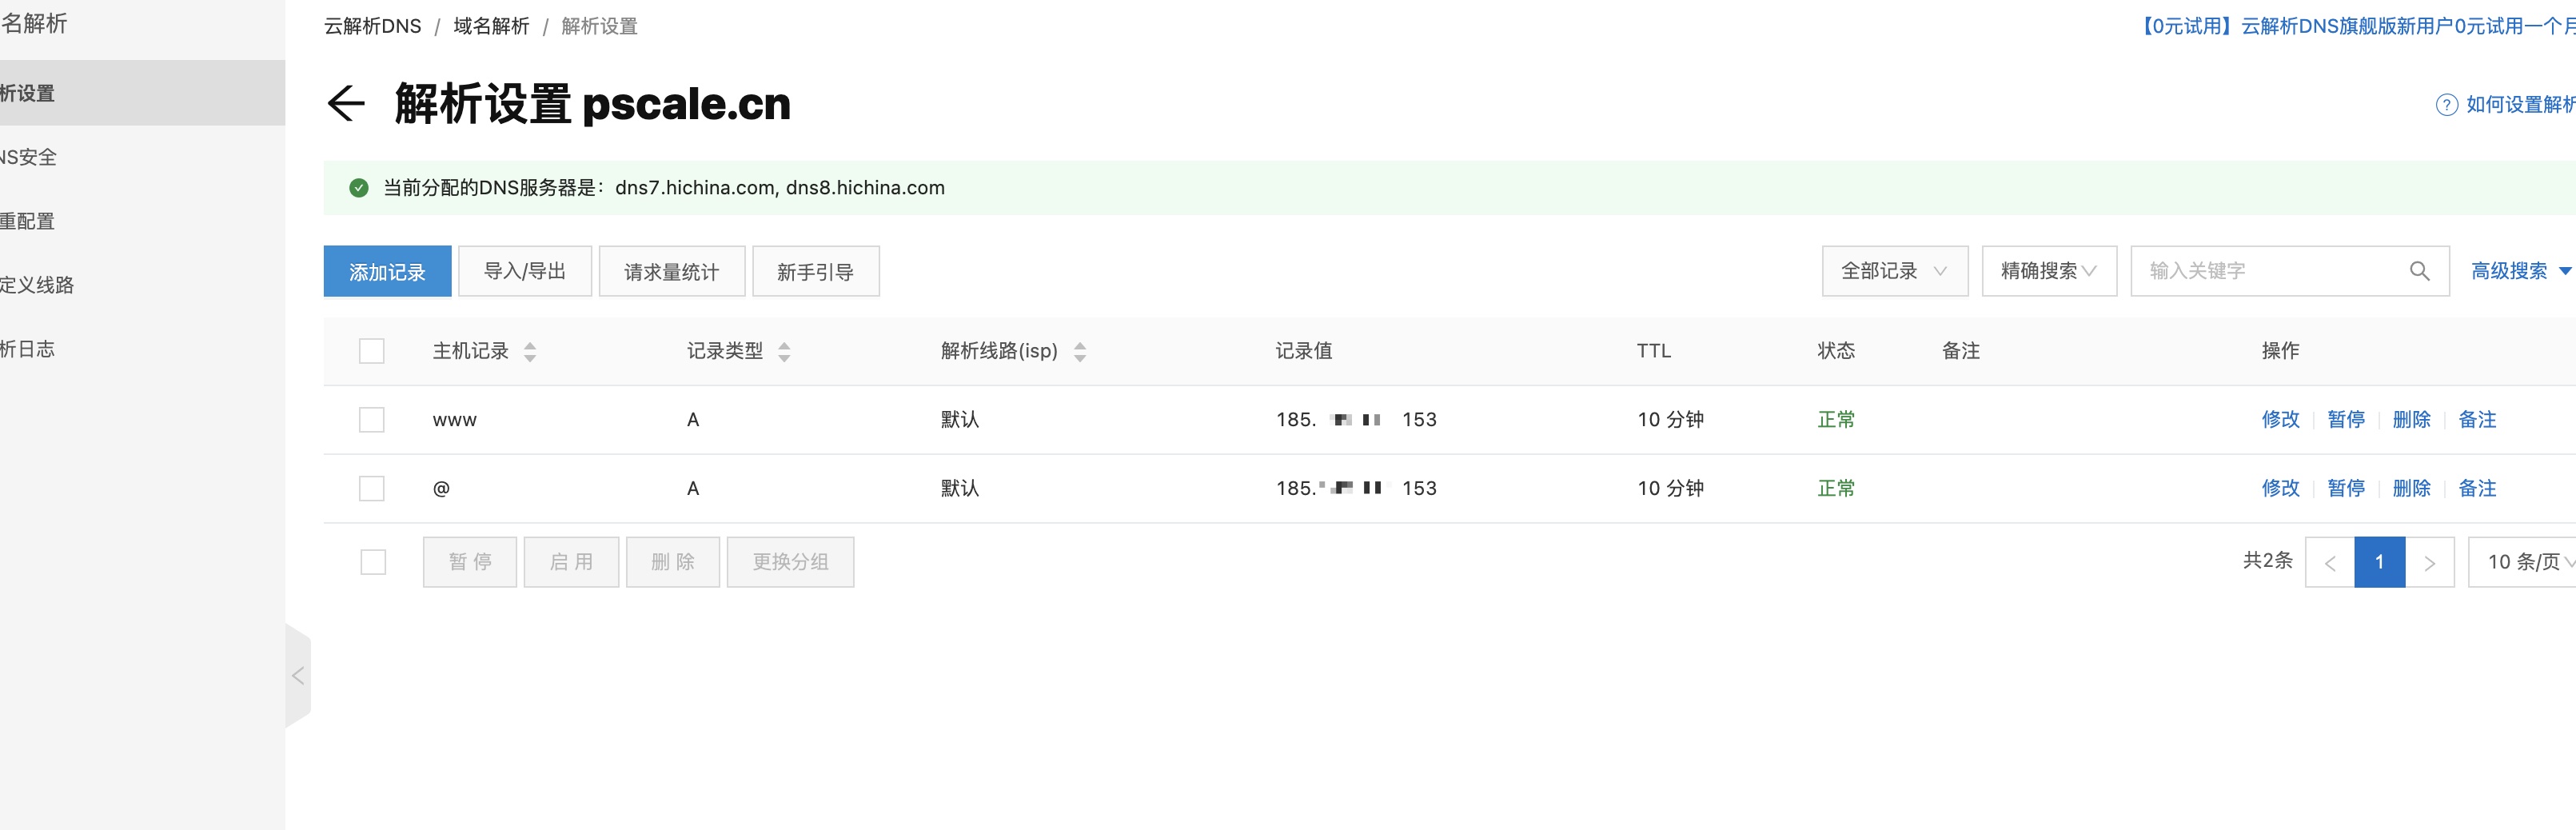 名解析
云解析DNS / 域名解析 / 解析设置
【0元试用】云解析DNS旗舰版新用户0元试用一个月
析设置
解析设置 pscale.cn
? 如何设置解析
NS安全
当前分配的DNS服务器是：dns7.hichina.com, dns8.hichina.com
重配置
定义线路
添加记录 导入/导出 请求量统计 新手引导 全部记录 精确搜索 输入关键字 高级搜索
析日志
主机记录 记录类型 解析线路(isp) 记录值 TTL 状态 备注 操作
www A 默认 185. 153 10 分钟 正常 修改 暂停 删除 备注
@ A 默认 185. 153 10 分钟 正常 修改 暂停 删除 备注
暂停 启用 删除 更换分组 共2条 < 1 > 10 条/页
<